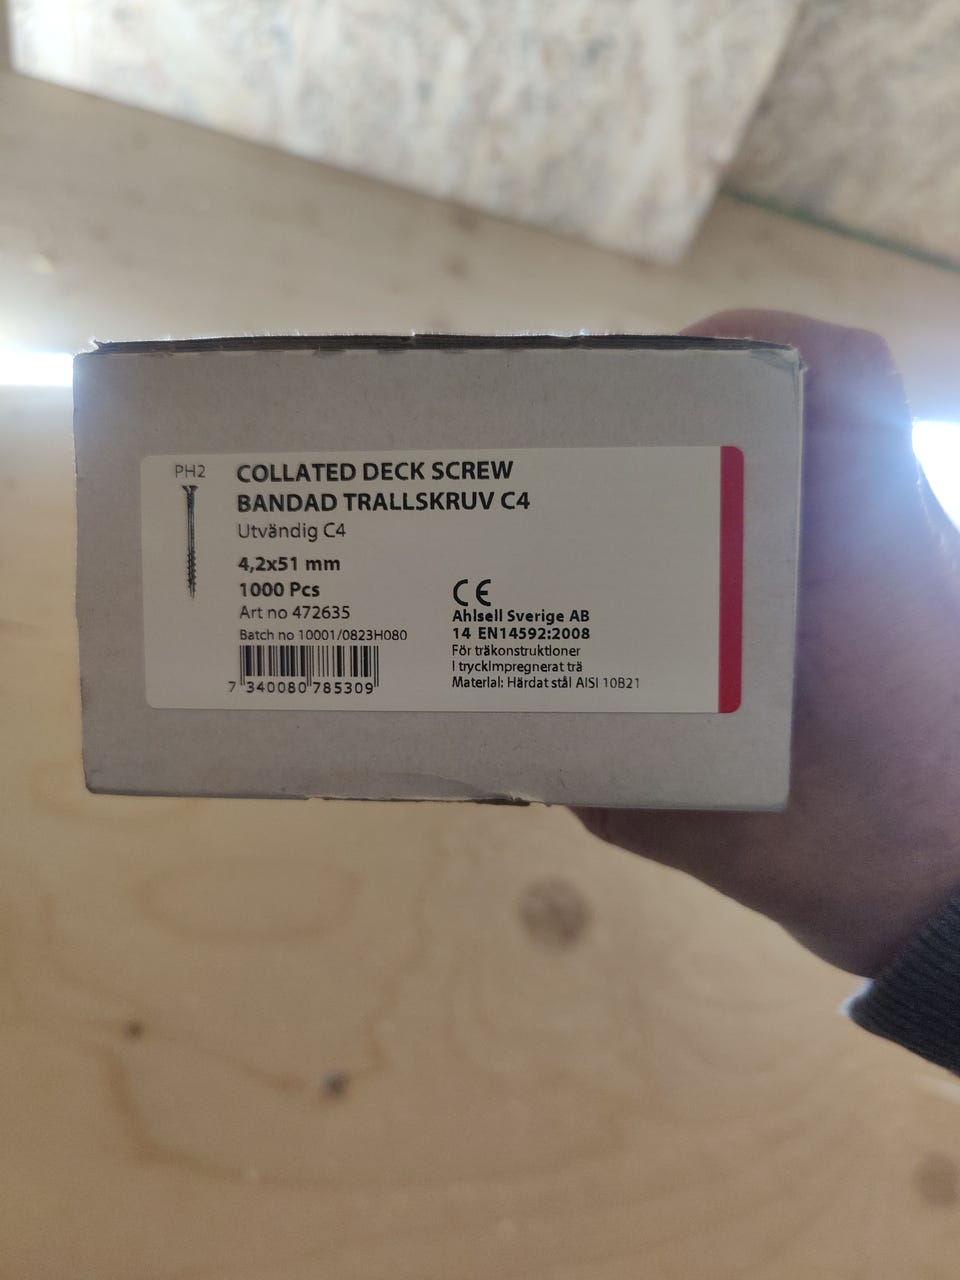 PH2
COLLATED DECK SCREW
BANDAD TRALLSKRUV C4
Utvändig C4
4,2x51 mm
1000 Pcs
Art no 472635
Batch no 10001/0823H080
7 340080 785309
CE
Ahlsell Sverige AB
14 EN14592:2008
För träkonstruktioner
I tryckimpregnerat trä
Material: Härdat stål AISI 10B21